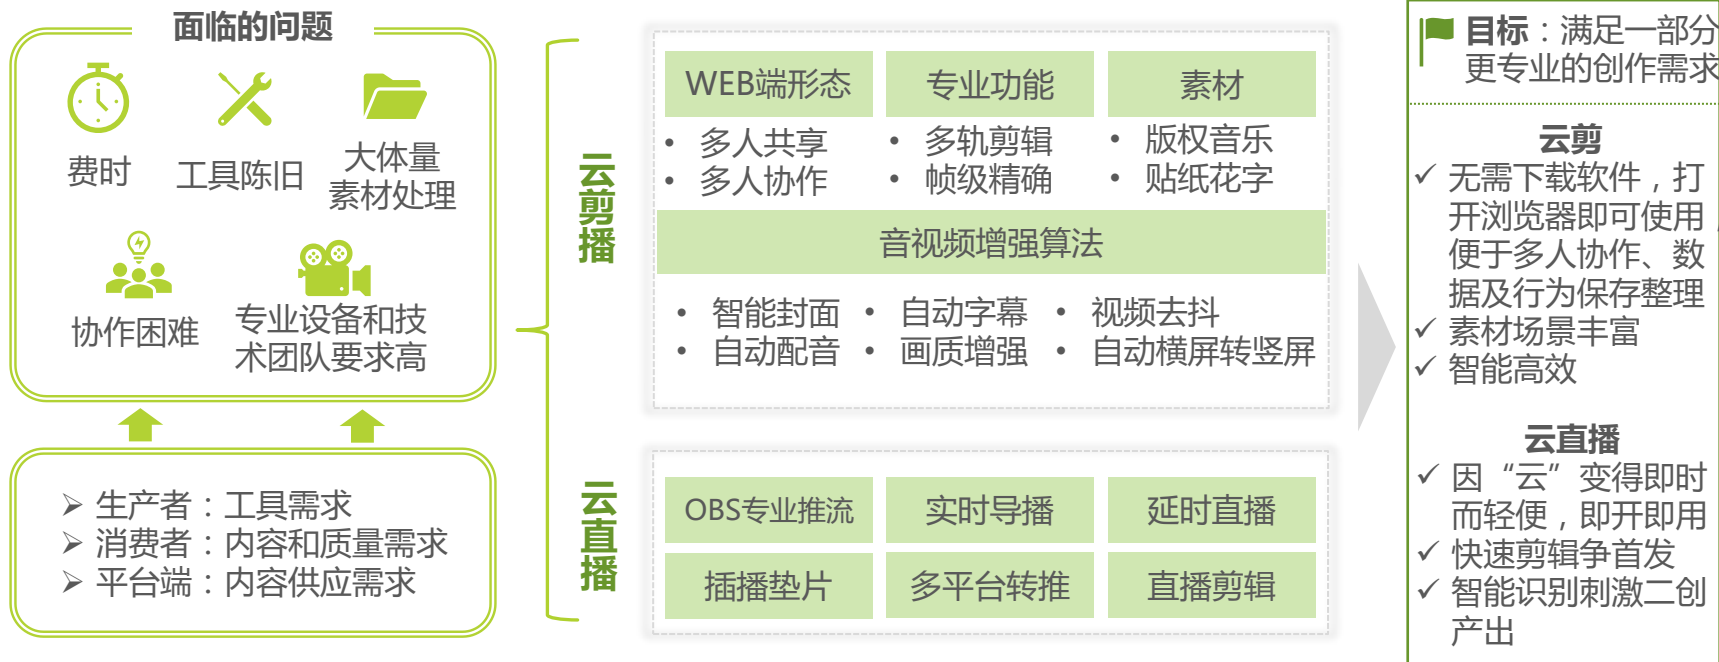 面临的问题
费时
工具陈旧
大体量
素材处理
协作困难
专业设备和技
术团队要求高
➢ 生产者：工具需求
➢ 消费者：内容和质量需求
➢ 平台端：内容供应需求
云剪播
WEB端形态
• 多人共享
• 多人协作
专业功能
• 多轨剪辑
• 帧级精确
素材
• 版权音乐
• 贴纸花字
音视频增强算法
• 智能封面
• 自动配音
• 自动字幕
• 画质增强
• 视频去抖
• 自动横屏转竖屏
云直播
OBS专业推流
实时导播
延时直播
插播垫片
多平台转推
直播剪辑
目标：满足一部分
更专业的创作需求
云剪
✓ 无需下载软件，打
开浏览器即可使用，
便于多人协作、数
据及行为保存整理
✓ 素材场景丰富
✓ 智能高效
云直播
✓ 因“云”变得即时
而轻便，即开即用
✓ 快速剪辑争首发
✓ 智能识别刺激二创
产出